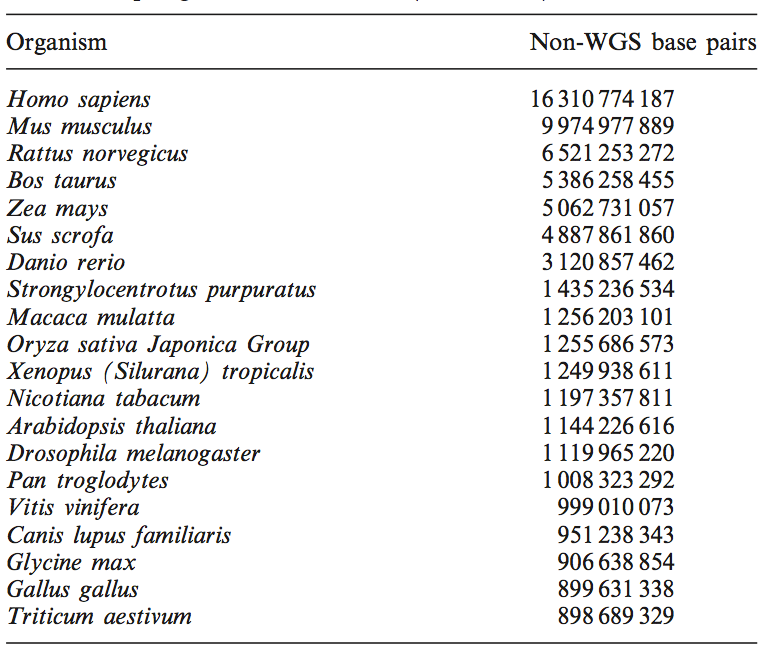 Organism Non-WGS base pairs
Homo sapiens 16 310 774 187
Mus musculus 9 974 977 889
Rattus norvegicus 6 521 253 272
Bos taurus 5 386 258 455
Zea mays 5 062 731 057
Sus scrofa 4 887 861 860
Danio rerio 3 120 857 462
Strongylocentrotus purpuratus 1 435 236 534
Macaca mulatta 1 256 203 101
Oryza sativa Japonica Group 1 255 686 573
Xenopus (Silurana) tropicalis 1 249 938 611
Nicotiana tabacum 1 197 357 811
Arabidopsis thaliana 1 144 226 616
Drosophila melanogaster 1 119 965 220
Pan troglodytes 1 008 323 292
Vitis vinifera 999 010 073
Canis lupus familiaris 951 238 343
Glycine max 906 638 854
Gallus gallus 899 631 338
Triticum aestivum 898 689 329